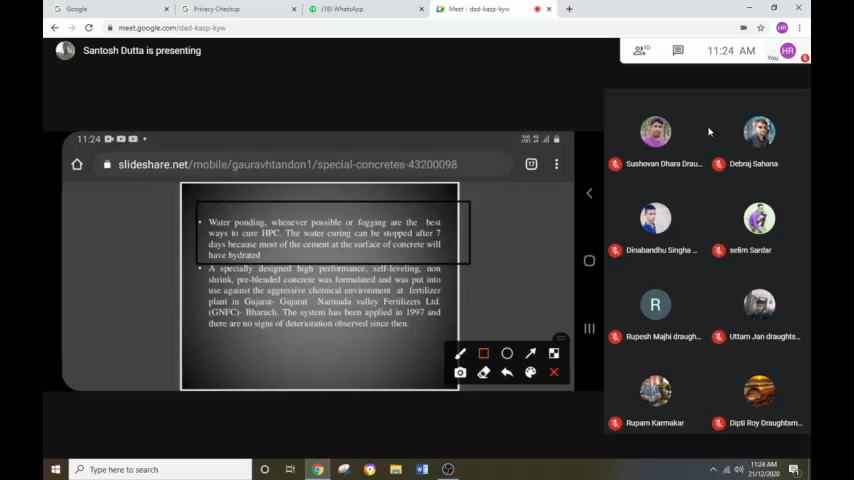 Google
Privacy Checkup
(18) WhatsApp
Meet - dad-kazp-kyw
meet.google.com/dad-kazp-kyw
HR
Santosh Dutta is presenting
10
11:24 AM
You
HR
11:24
slideshare.net/mobile/gauravhtandon1/special-concretes-43200098
17
• Water ponding, whenever possible or fogging are the best
ways to cure HPC. The water curing can be stopped after 7
days because most of the cement at the surface of concrete will
have hydrated
• A specially designed high performance, self-leveling, non
shrink, pre-blended concrete was formulated and was put into
use against the aggressive chemical environment at fertilizer
plant in Gujarat- Gujarat Narmada valley Fertilizers Ltd.
(GNFC)- Bharuch. The system has been applied in 1997 and
there are no signs of deterioration observed since then.
Sushovan Dhara Drau...
Debraj Sahana
Dinabandhu Singha ...
selim Sardar
R
Rupesh Majhi draugh...
Uttam Jan draughts...
Rupam Karmakar
Dipti Roy Draughtsm...
Type here to search
11:24 AM
21/12/2020